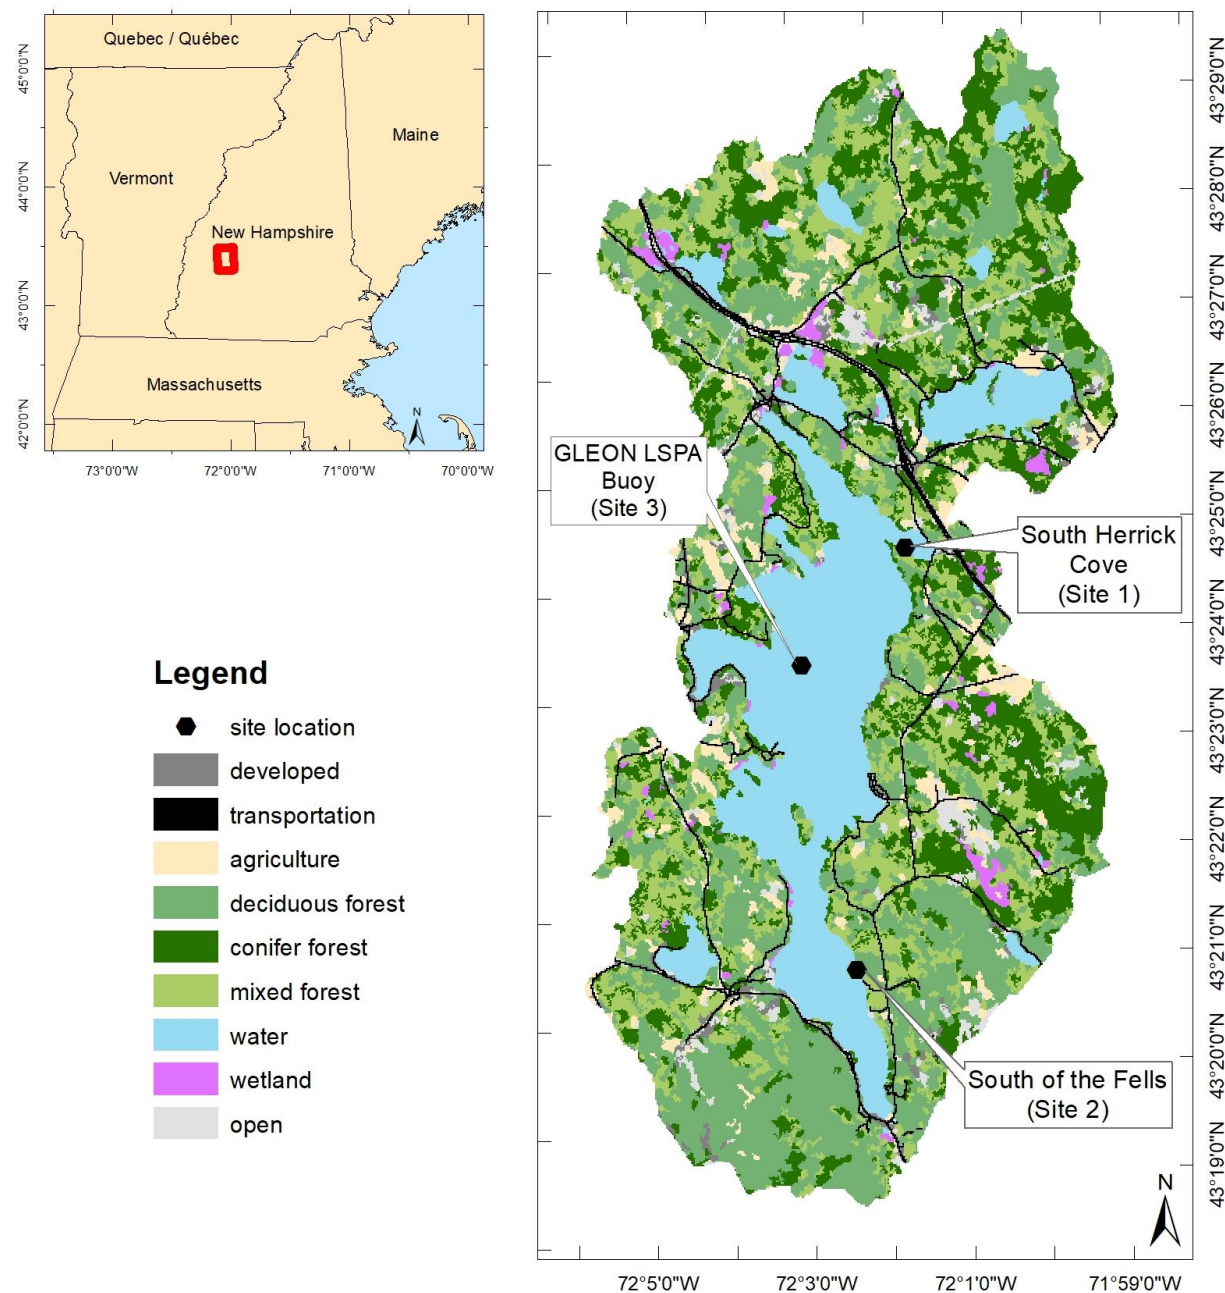 Quebec / Québec
Maine
Vermont
New Hampshire
Massachusetts
N
45°0'0"N
44°0'0"N
43°0'0"N
42°0'0"N
73°0'0"W
72°0'0"W
71°0'0"W
70°0'0"W
Legend
site location
developed
transportation
agriculture
deciduous forest
conifer forest
mixed forest
water
wetland
open
GLEON LSPA
Buoy
(Site 3)
South Herrick
Cove
(Site 1)
South of the Fells
(Site 2)
N
43°29'0"N
43°28'0"N
43°27'0"N
43°26'0"N
43°25'0"N
43°24'0"N
43°23'0"N
43°22'0"N
43°21'0"N
43°20'0"N
43°19'0"N
72°5'0"W
72°3'0"W
72°1'0"W
71°59'0"W